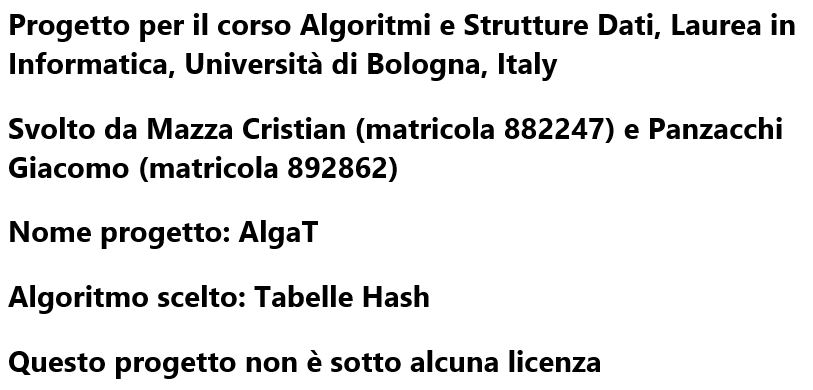 Progetto per il corso Algoritmi e Strutture Dati, Laurea in
Informatica, Università di Bologna, Italy
Svolto da Mazza Cristian (matricola 882247) e Panzacchi
Giacomo (matricola 892862)
Nome progetto: AlgaT
Algoritmo scelto: Tabelle Hash
Questo progetto non è sotto alcuna licenza